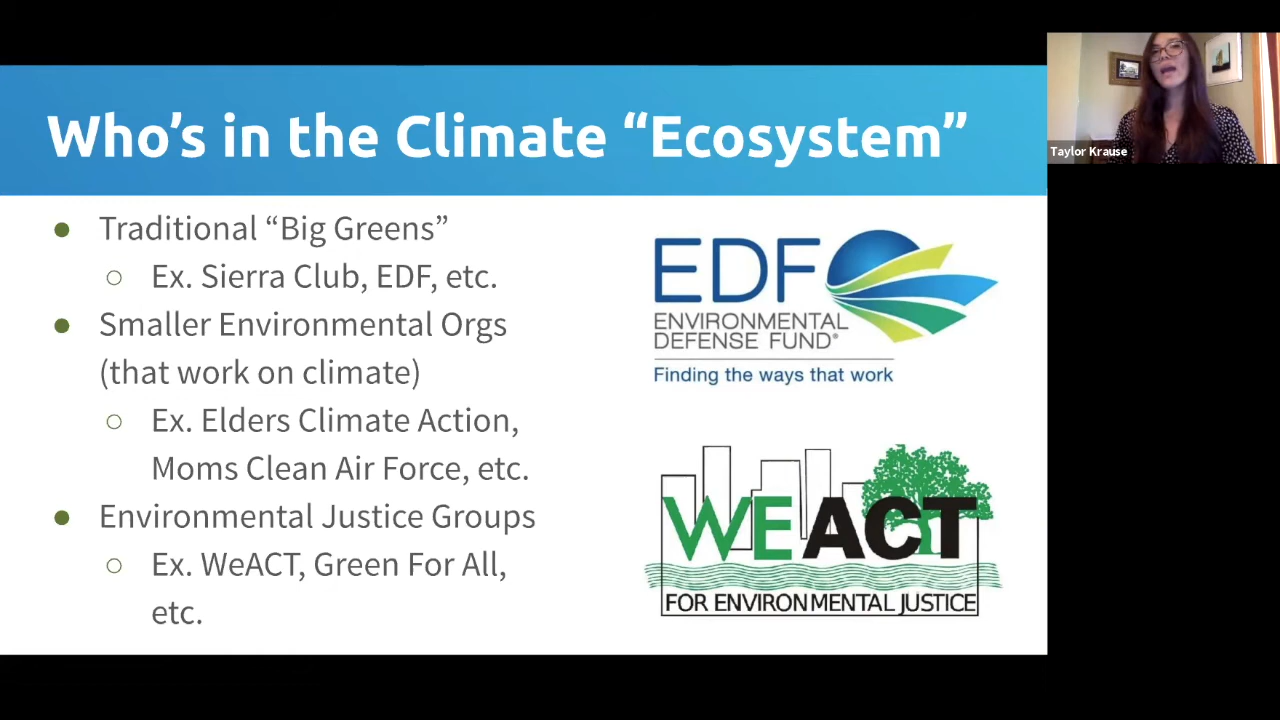 Who's in the Climate “Ecosystem”
Taylor Krause
● Traditional “Big Greens”
○ Ex. Sierra Club, EDF, etc.
● Smaller Environmental Orgs
(that work on climate)
○ Ex. Elders Climate Action,
Moms Clean Air Force, etc.
● Environmental Justice Groups
○ Ex. WeACT, Green For All,
etc.
EDF
ENVIRONMENTAL
DEFENSE FUND®
Finding the ways that work
WE ACT
FOR ENVIRONMENTAL JUSTICE